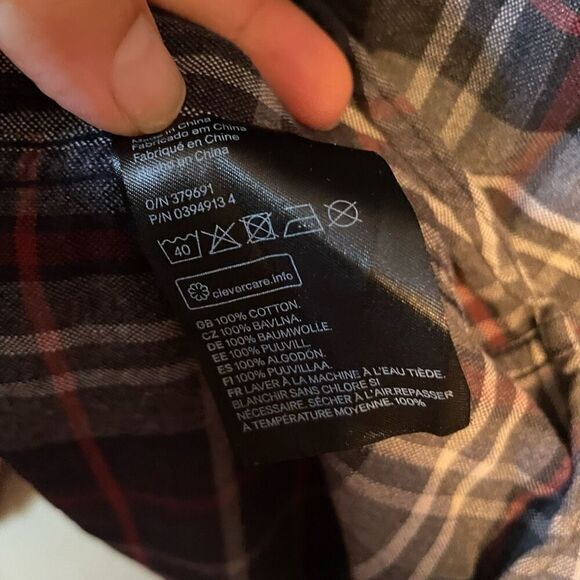 Made in China
Fabricado em China
Fabriqué en Chine
in China
O/N 379691
P/N 0394913 4
40
clevercare.info
GB 100% COTTON.
CZ 100% BAVLNA.
DE 100% BAUMWOLLE.
EE 100% PUUVILL.
ES 100% ALGODÓN.
FI 100% PUUVILLAA.
FR LAVER À LA MACHINE À L'EAU TIÈDE.
BLANCHIR SANS CHLORE SI
NÉCESSAIRE. SÉCHER À L'AIR.REPASSER
À TEMPÉRATURE MOYENNE. 100%